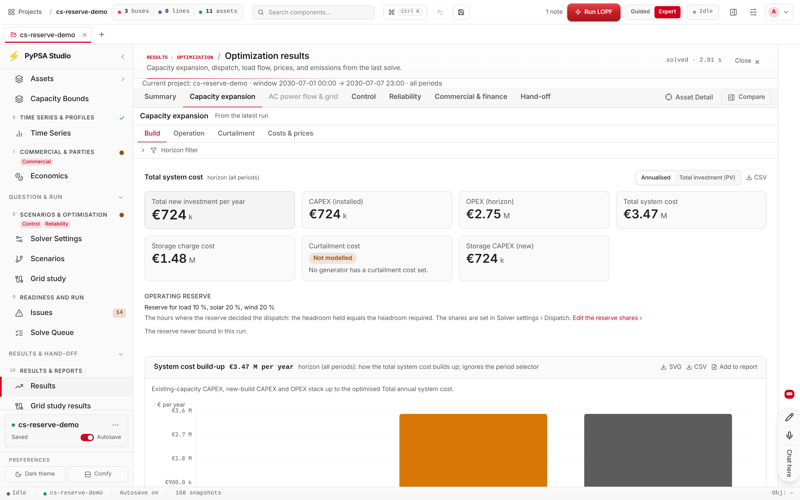 Projects / cs-reserve-demo 3 buses 0 lines 11 assets Search components... Ctrl K 1 note Run LOPF Guided Expert Idle A
cs-reserve-demo × +
PyPSA Studio
Assets
Capacity Bounds
6 TIME SERIES & PROFILES
Time Series
7 COMMERCIAL & PARTIES
Commercial
Economics
QUESTION & RUN
8 SCENARIOS & OPTIMISATION
Control Reliability
Solver Settings
Scenarios
Grid study
9 READINESS AND RUN
Issues 14
Solve Queue
RESULTS & HAND-OFF
10 RESULTS & REPORTS
Results
Grid study results
cs-reserve-demo ...
Saved Autosave
PREFERENCES
Dark theme Comfy
RESULTS · OPTIMIZATION / Optimization results
Capacity expansion, dispatch, load flow, prices, and emissions from the last solve.
solved · 2.91 s Close ×
Current project: cs-reserve-demo · window 2030-07-01 00:00 → 2030-07-07 23:00 · all periods
Summary Capacity expansion AC power flow & grid Control Reliability Commercial & finance Hand-off Asset Detail Compare
Capacity expansion From the latest run
Build Operation Curtailment Costs & prices
Horizon filter
Total system cost horizon (all periods) Annualised Total investment (PV) CSV
Total new investment per year
€724 k
CAPEX (installed)
€724 k
OPEX (horizon)
€2.75 M
Total system cost
€3.47 M
Storage charge cost
€1.48 M
Curtailment cost
Not modelled
No generator has a curtailment cost set.
Storage CAPEX (new)
€724 k
OPERATING RESERVE
Reserve for load 10 %, solar 20 %, wind 20 %
The hours where the reserve decided the dispatch: the headroom held equals the headroom required. The shares are set in Solver settings › Dispatch. Edit the reserve shares ›
The reserve never bound in this run.
System cost build-up €3.47 M per year horizon (all periods): how the total system cost builds up; ignores the period selector SVG CSV Add to report
Existing-capacity CAPEX, new-build CAPEX and OPEX stack up to the optimised Total annual system cost.
€ per year
€3.6 M
€2.7 M
€1.8 M
€900.0 k
Chat here
Idle cs-reserve-demo Autosave on 168 snapshots Obj: —